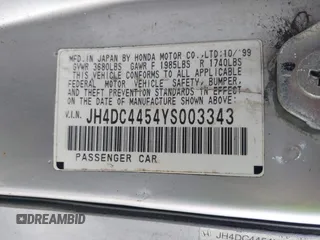 MFD. IN JAPAN BY HONDA MOTOR CO.,LTD:10/'99
GVWR 3680LBS GAWR F 1985LBS R 1740LBS
THIS VEHICLE CONFORMS TO ALL APPLICABLE
FEDERAL MOTOR VEHICLE SAFETY, BUMPER,
AND THEFT PREVENTION STANDARDS IN
EFFECT ON THE DATE OF MANUFACTURE
SHOWN ABOVE.
V.I.N. JH4DC4454YS003343
PASSENGER CAR
JH4DC445
DREAMBID